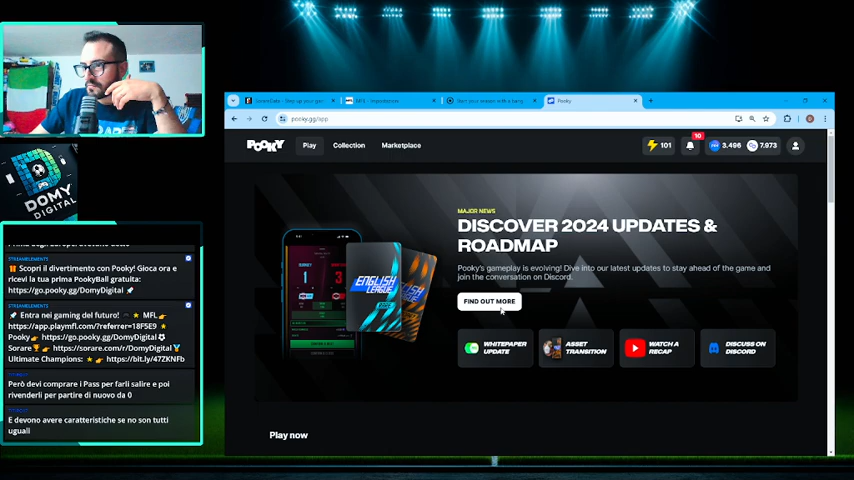 Pooky
pooky.gg/app
POOKY
Play
Collection
Marketplace
101
10
3.496
7.973
MAJOR NEWS
DISCOVER 2024 UPDATES &
ROADMAP
Pooky's gameplay is evolving! Dive into our latest updates to stay ahead of the game and
join the conversation on Discord.
FIND OUT MORE
ENGLISH
LEAGUE
WHITEPAPER
UPDATE
ASSET
TRANSITION
WATCH A
RECAP
DISCUSS ON
DISCORD
Play now
DOMY
DIGITAL
STREAMELEMENTS
Scopri il divertimento con Pooky! Gioca ora e
ricevi la tua prima PookyBall gratuita:
https://go.pooky.gg/DomyDigital
STREAMELEMENTS
Entra nei gaming del futuro! MFL
https://app.playmfl.com/?referrer=18F5E9
Pooky https://go.pooky.gg/DomyDigital
Sorare https://sorare.com/r/DomyDigital
Ultimate Champions: https://bit.ly/47ZKNFb
Però devi comprire i Pass per farli salire e poi
rivenderli per partire di nuovo da 0
E devono avere caratteristiche se no son tutti
uguali